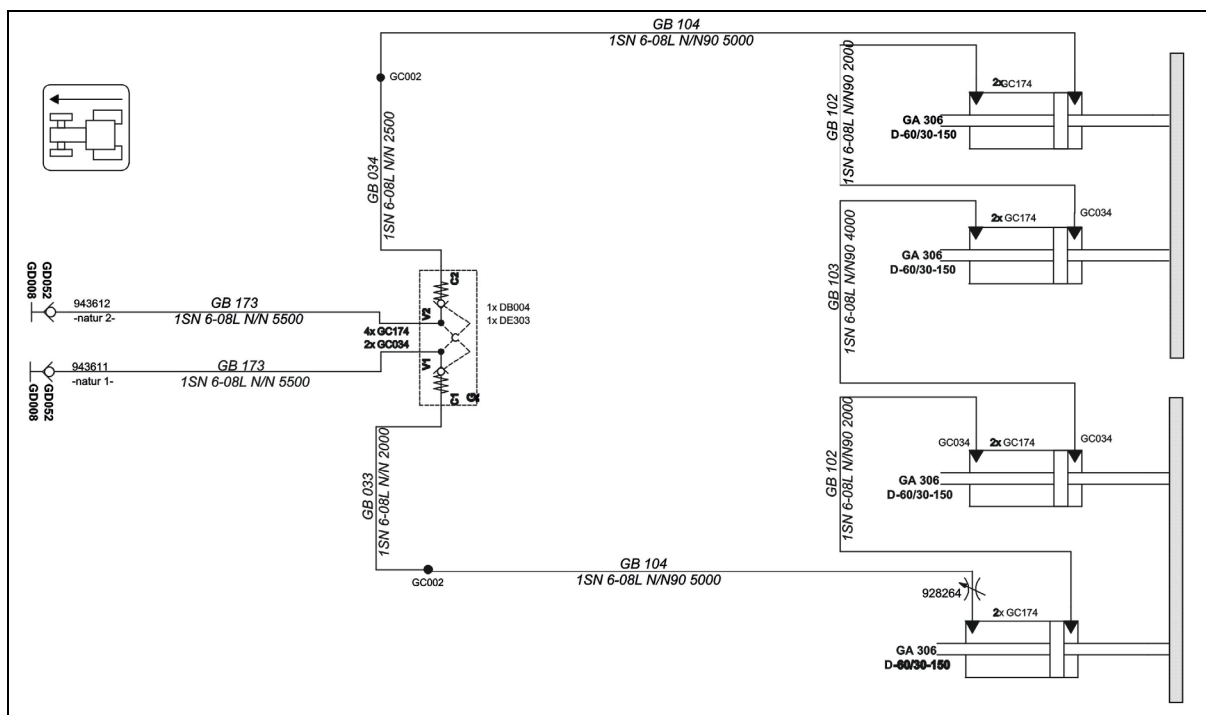 GB 104
1SN 6-08L N/N90 5000
GC002
GB 034
1SN 6-08L N/N 2500
GB 102
1SN 6-08L N/N90 2000
2xGC174
GA 306
D-60/30-150
2x GC174
GC034
GA 306
D-60/30-150
GB 103
1SN 6-08L N/N90 4000
GD008
GD052
943612
-natur 2-
GB 173
1SN 6-08L N/N 5500
4x GC174
2x GC034
C2
V2
C
V1
C1
1x DB004
1x DE303
GD008
GD052
943611
-natur 1-
GB 173
1SN 6-08L N/N 5500
GB 033
1SN 6-08L N/N 2000
GC002
GB 102
1SN 6-08L N/N90 2000
GC034
2x GC174
GC034
GA 306
D-60/30-150
GB 104
1SN 6-08L N/N90 5000
928264
2x GC174
GA 306
D-60/30-150